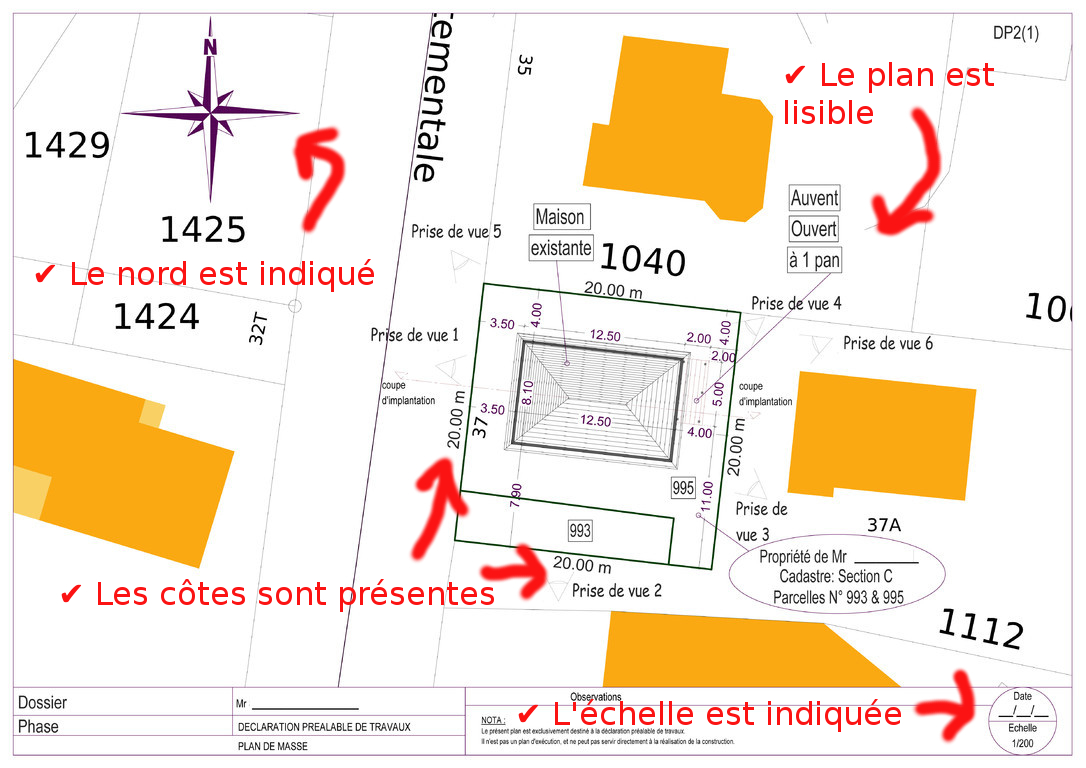 DP2(1)
N
ementale
35
✔ Le plan est
lisible
1429
1425
✔ Le nord est indiqué
1424
32T
Prise de vue 5
Maison
existante
1040
Auvent
Ouvert
à 1 pan
20.00 m
Prise de vue 4
Prise de vue 1
Prise de vue 6
3.50
4.00
12.50
2.00
4.00
2.00
coupe
d'implantation
8.10
5.00
coupe
d'implantation
3.50
12.50
4.00
20.00 m
37
20.00 m
7.90
995
11.00
993
Prise de
vue 3
37A
Propriété de Mr
Cadastre: Section C
Parcelles N° 993 & 995
20.00 m
✔ Les côtes sont présentes
Prise de vue 2
1112
Dossier
Mr
Observations
Phase
DECLARATION PREALABLE DE TRAVAUX
PLAN DE MASSE
NOTA :
✔ L'échelle est indiquée
Le présent plan est exclusivement destiné à la déclaration préalable de travaux.
Il n'est pas un plan d'exécution, et ne peut pas servir directement à la réalisation de la construction.
Date
__/__/__
Echelle
1/200